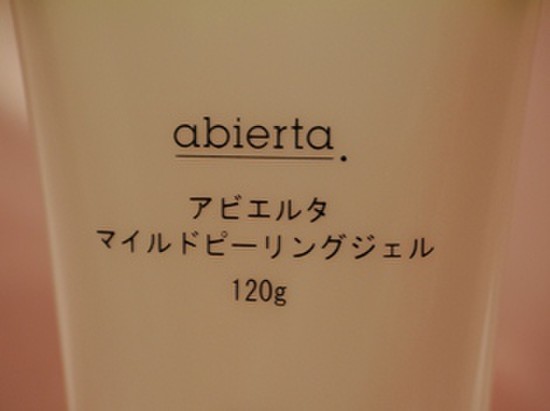 abierta.
アビエルタ
マイルドピーリングジェル
120g